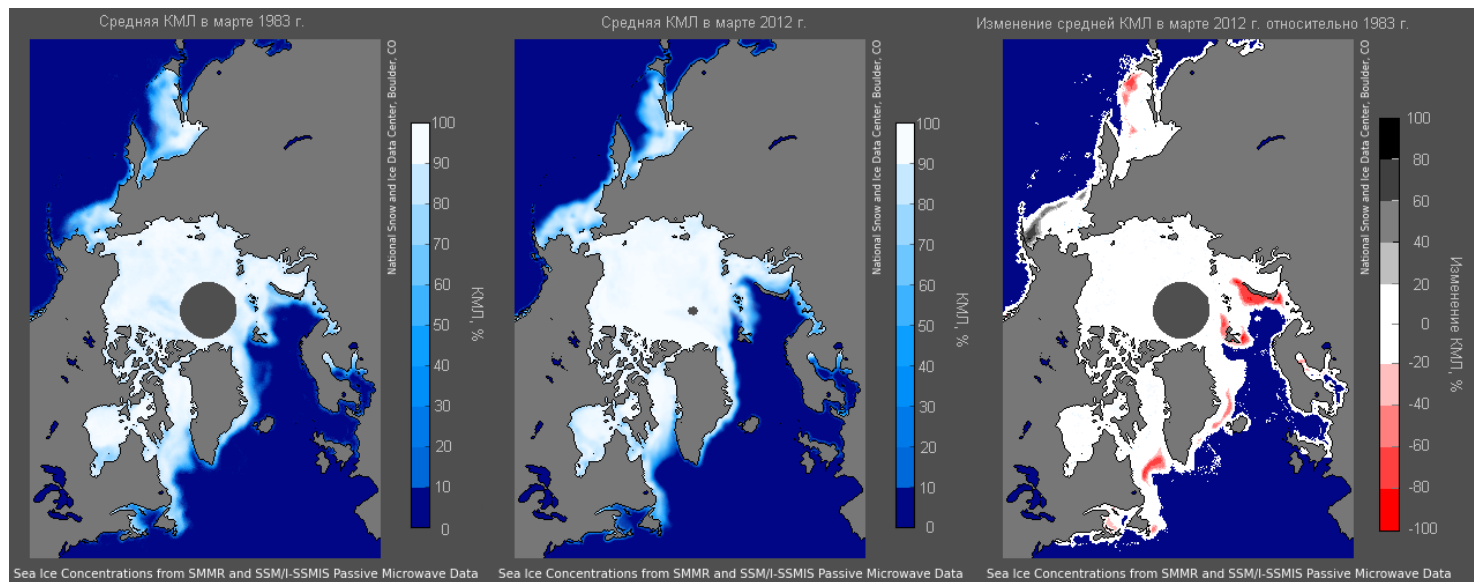 Средняя КМЛ в марте 1983 г.
National Snow and Ice Data Center, Boulder, CO
100
90
80
70
60
50
40
30
20
10
0
КМЛ, %
Sea Ice Concentrations from SMMR and SSM/I-SSMIS Passive Microwave Data
Средняя КМЛ в марте 2012 г.
National Snow and Ice Data Center, Boulder, CO
100
90
80
70
60
50
40
30
20
10
0
КМЛ, %
Sea Ice Concentrations from SMMR and SSM/I-SSMIS Passive Microwave Data
Изменение средней КМЛ в марте 2012 г. относительно 1983 г.
National Snow and Ice Data Center, Boulder, CO
100
80
60
40
20
0
-20
-40
-60
-80
-100
Изменение КМЛ, %
Sea Ice Concentrations from SMMR and SSM/I-SSMIS Passive Microwave Data